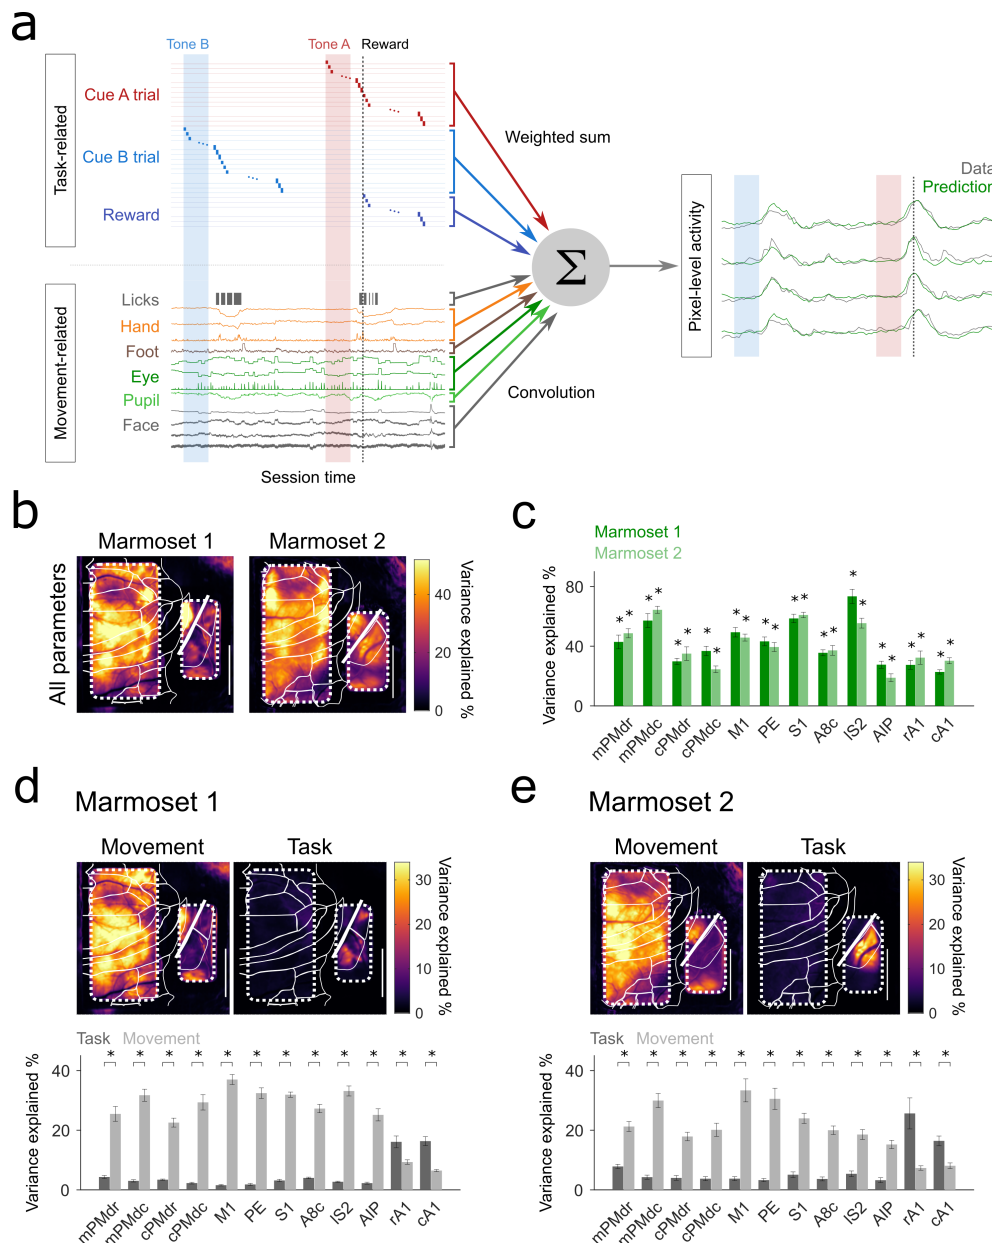 a
Tone B
Tone A
Reward
Task-related
Cue A trial
Cue B trial
Reward
Weighted sum
Σ
Pixel-level activity
Data
Prediction
Movement-related
Licks
Hand
Foot
Eye
Pupil
Face
Convolution
Session time
b
Marmoset 1
Marmoset 2
All parameters
40
20
0
Variance explained %
c
Marmoset 1
Marmoset 2
Variance explained %
80
40
0
* * * * * * * * * * * * * * * * * * * * * * * *
mPMdr mPMdc cPMdr cPMdc M1 PE S1 A8c IS2 AIP rA1 cA1
d
Marmoset 1
Movement
Task
30
20
10
0
Variance explained %
Task Movement
Variance explained %
40
20
0
* * * * * * * * * * * *
mPMdr mPMdc cPMdr cPMdc M1 PE S1 A8c IS2 AIP rA1 cA1
e
Marmoset 2
Movement
Task
30
20
10
0
Variance explained %
Task Movement
Variance explained %
40
20
0
* * * * * * * * * * * *
mPMdr mPMdc cPMdr cPMdc M1 PE S1 A8c IS2 AIP rA1 cA1